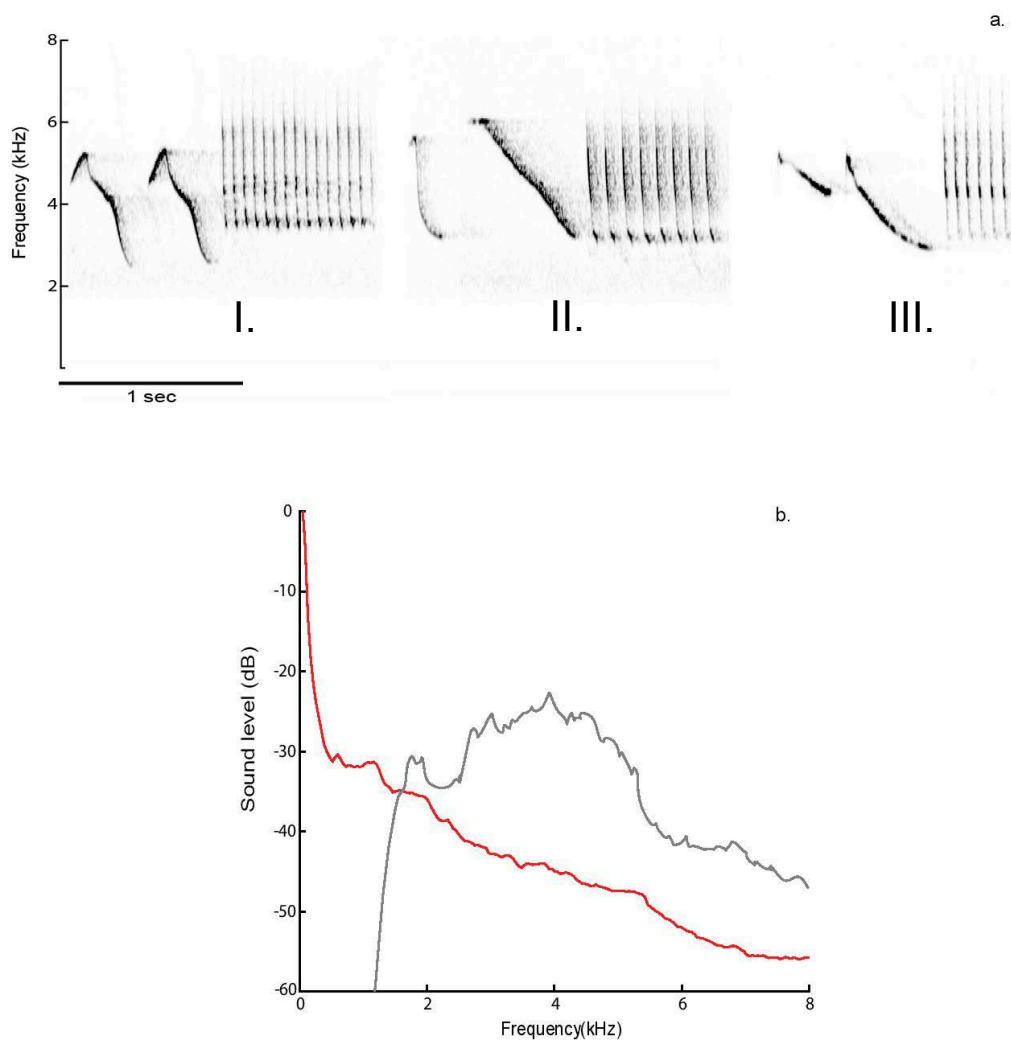 a.
8
6
4
2
Frequency (kHz)
I.
II.
III.
1 sec
b.
0
-10
-20
-30
-40
-50
-60
Sound level (dB)
0 2 4 6 8
Frequency(kHz)